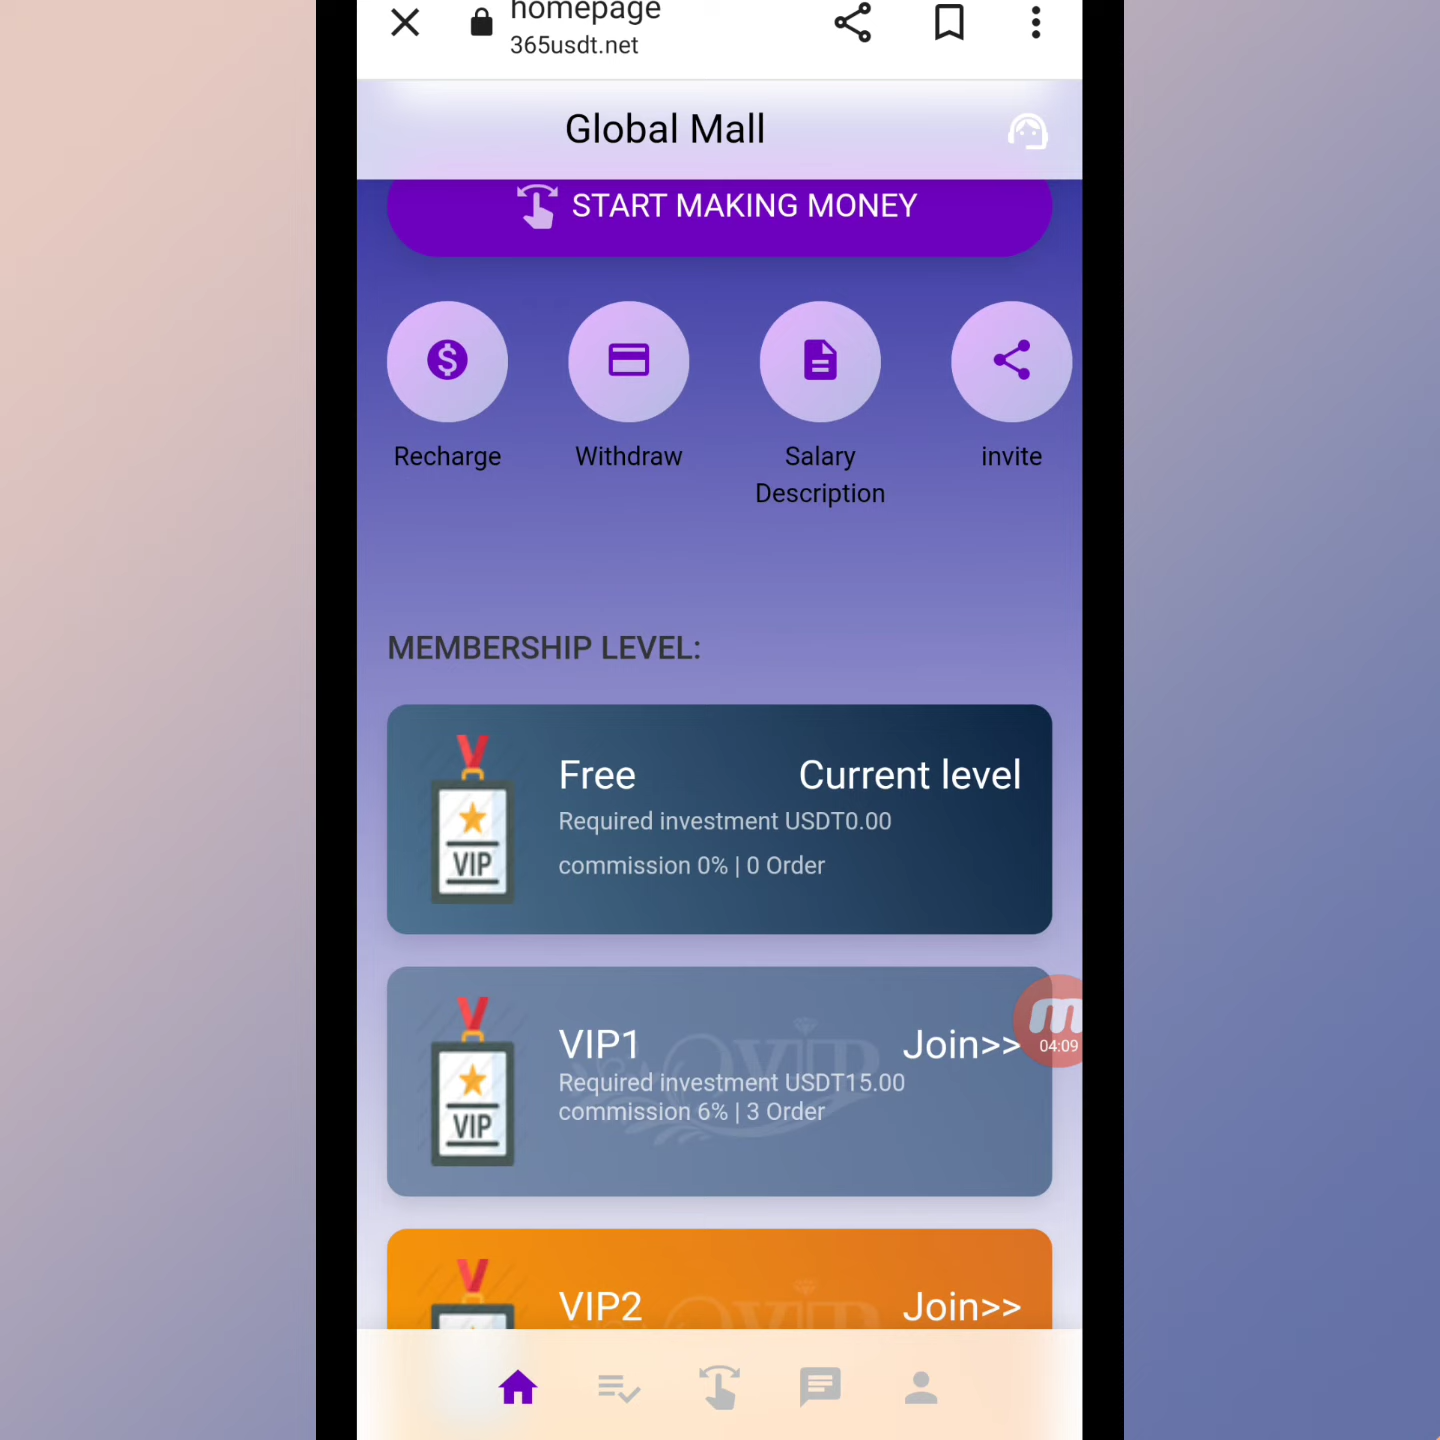 homepage
365usdt.net
Global Mall
START MAKING MONEY
Recharge
Withdraw
Salary
Description
invite
MEMBERSHIP LEVEL:
Free
Current level
Required investment USDT0.00
commission 0% | 0 Order
VIP
VIP1
Join>>
Required investment USDT15.00
commission 6% | 3 Order
VIP
VIP
04:09
VIP2
Join>>
VIP